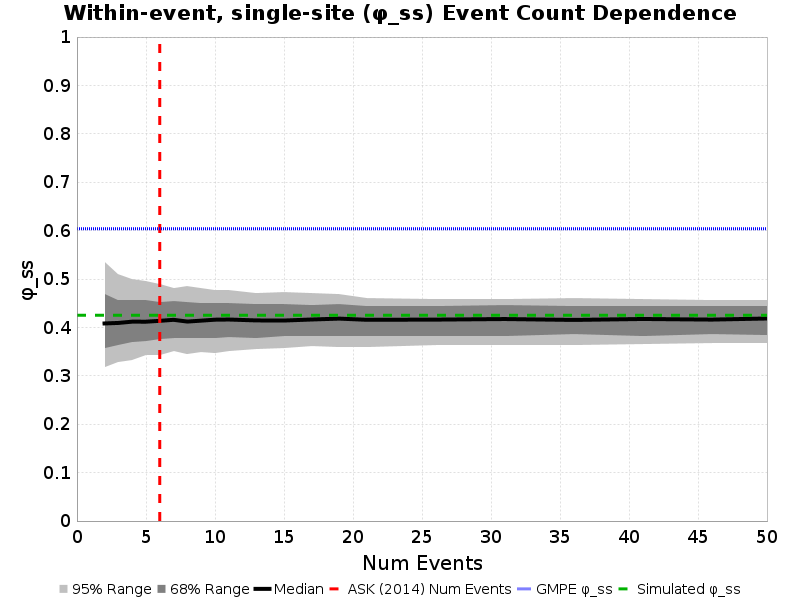 Within-event, single-site (φ_ss) Event Count Dependence
1
0.9
0.8
0.7
0.6
0.5
0.4
0.3
0.2
0.1
0
φ_ss
0 5 10 15 20 25 30 35 40 45 50
Num Events
95% Range 68% Range Median ASK (2014) Num Events GMPE φ_ss Simulated φ_ss